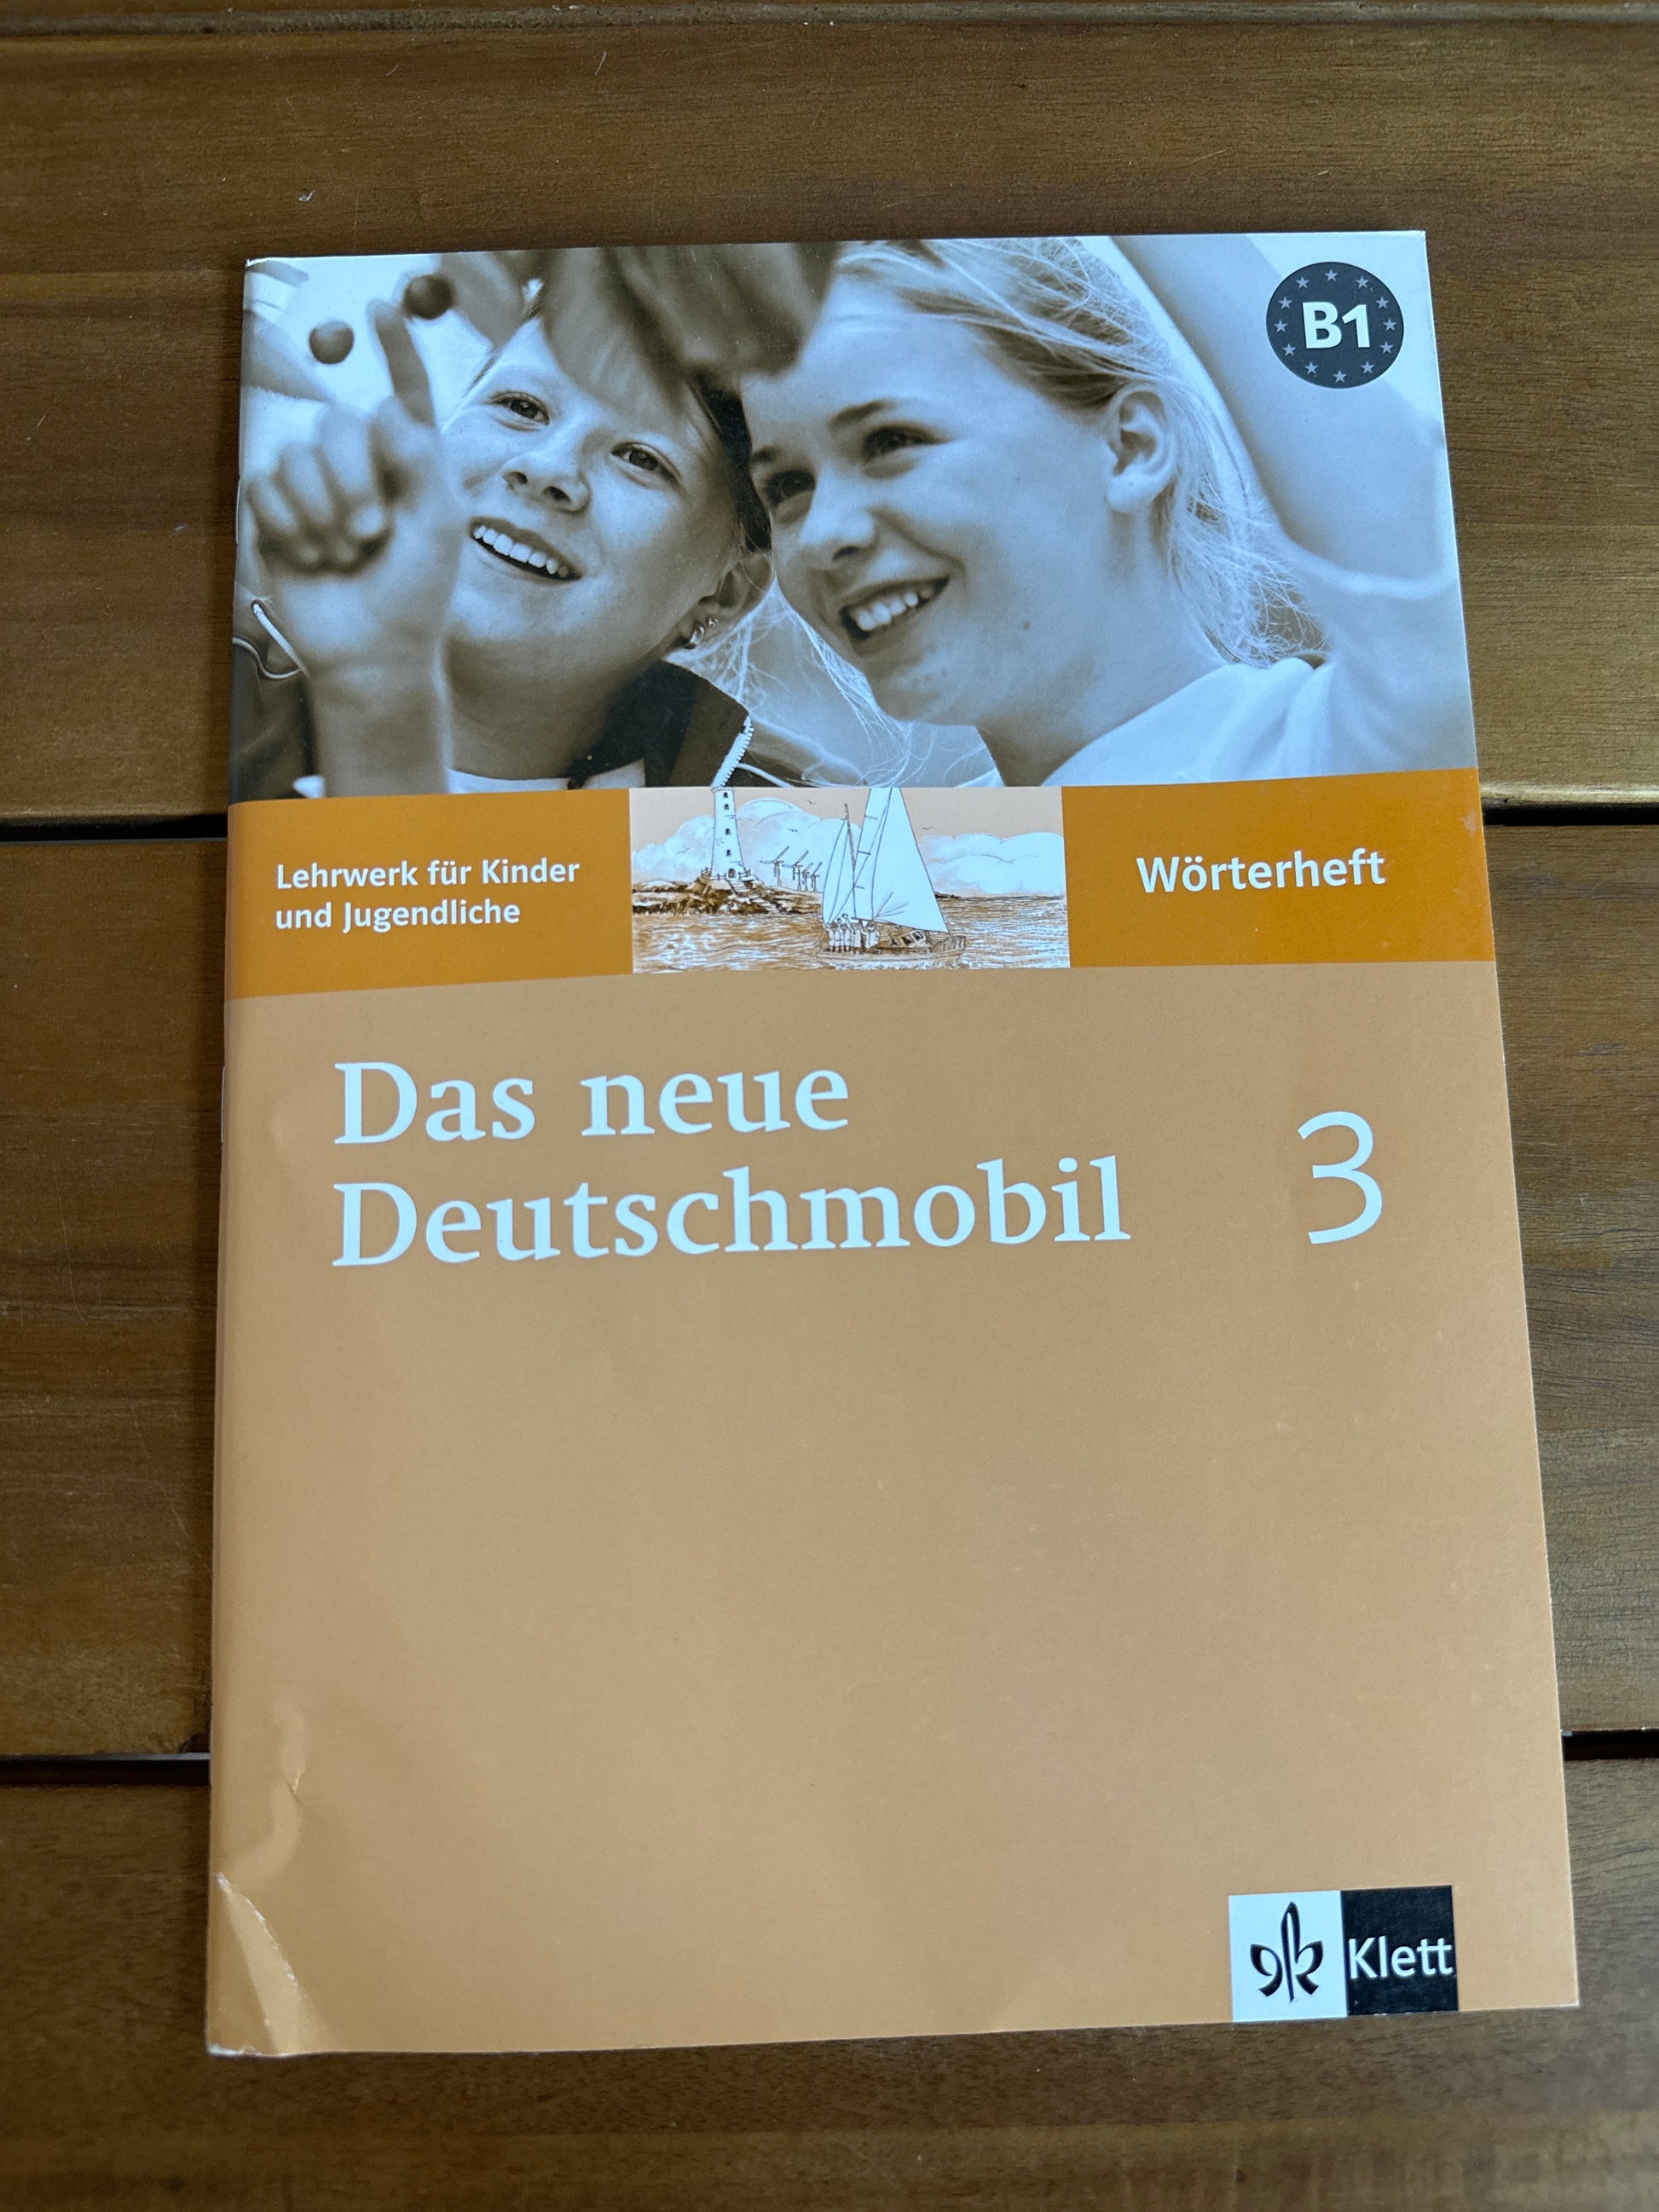 B1
Lehrwerk für Kinder
und Jugendliche
Wörterheft
Das neue
Deutschmobil
3
Klett